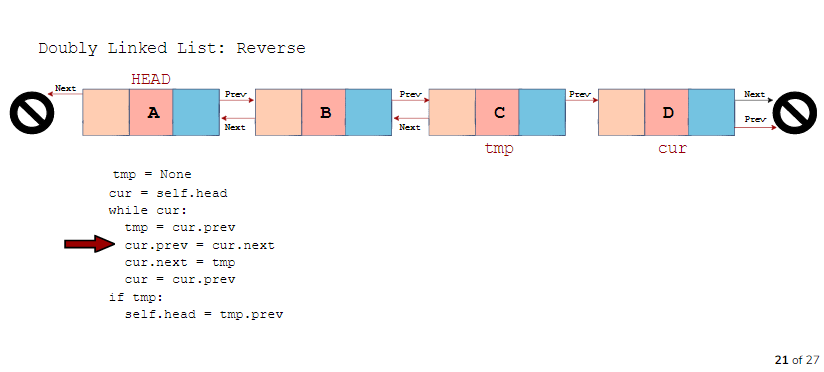 Doubly Linked List: Reverse
HEAD
Next
Prev
Prev
Prev
Next
A
B
C
D
Next
Next
Prev
tmp
cur
tmp = None
cur = self.head
while cur:
tmp = cur.prev
cur.prev = cur.next
cur.next = tmp
cur = cur.prev
if tmp:
self.head = tmp.prev
21 of 27